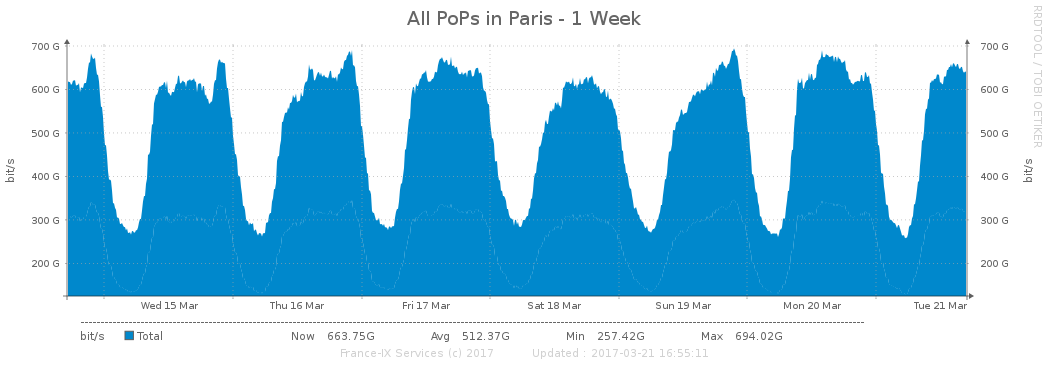 All PoPs in Paris - 1 Week
RRDTOOL / TOBI OETIKER
700 G 700 G
600 G 600 G
500 G 500 G
400 G 400 G
300 G 300 G
200 G 200 G
bit/s bit/s
Wed 15 Mar Thu 16 Mar Fri 17 Mar Sat 18 Mar Sun 19 Mar Mon 20 Mar Tue 21 Mar
bit/s Total Now 663.75G Avg 512.37G Min 257.42G Max 694.02G
France-IX Services (c) 2017 Updated : 2017-03-21 16:55:11